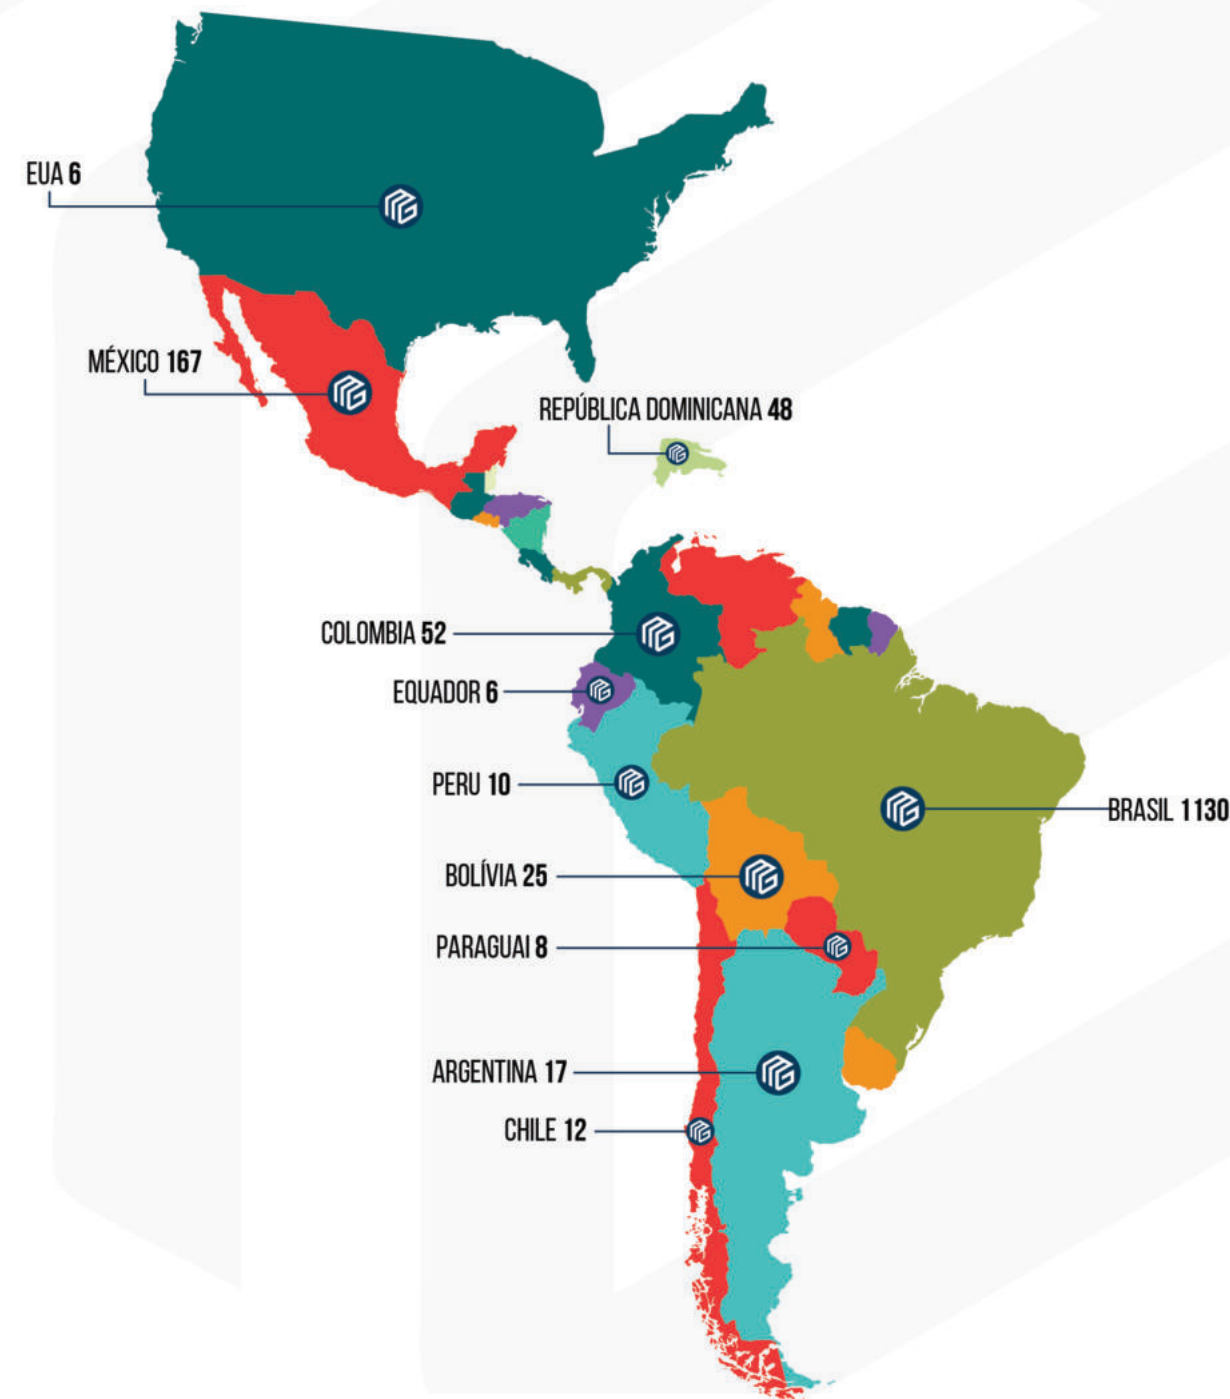 EUA 6
MÉXICO 167
REPÚBLICA DOMINICANA 48
COLOMBIA 52
EQUADOR 6
PERU 10
BRASIL 1130
BOLÍVIA 25
PARAGUAI 8
ARGENTINA 17
CHILE 12